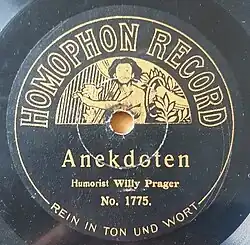 HOMOPHON RECORD
Anekdoten
Humorist Willy Prager
No. 1775.
REIN IN TON UND WORT